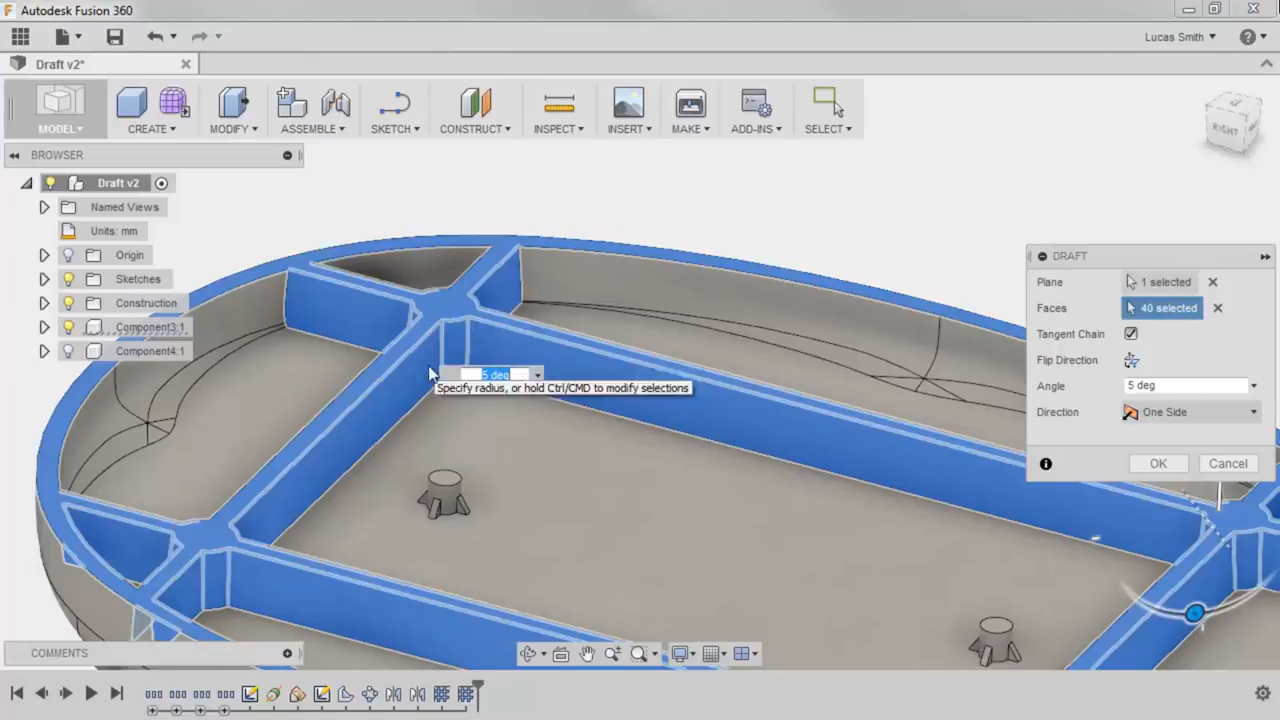 Autodesk Fusion 360
Lucas Smith
Draft v2*
MODEL
CREATE
MODIFY
ASSEMBLE
SKETCH
CONSTRUCT
INSPECT
INSERT
MAKE
ADD-INS
SELECT
RIGHT
BROWSER
Draft v2
Named Views
Units: mm
Origin
Sketches
Construction
Component3:1
Component4:1
5 deg
Specify radius, or hold Ctrl/CMD to modify selections
DRAFT
Plane 1 selected
Faces 40 selected
Tangent Chain
Flip Direction
Angle 5 deg
Direction One Side
OK Cancel
COMMENTS